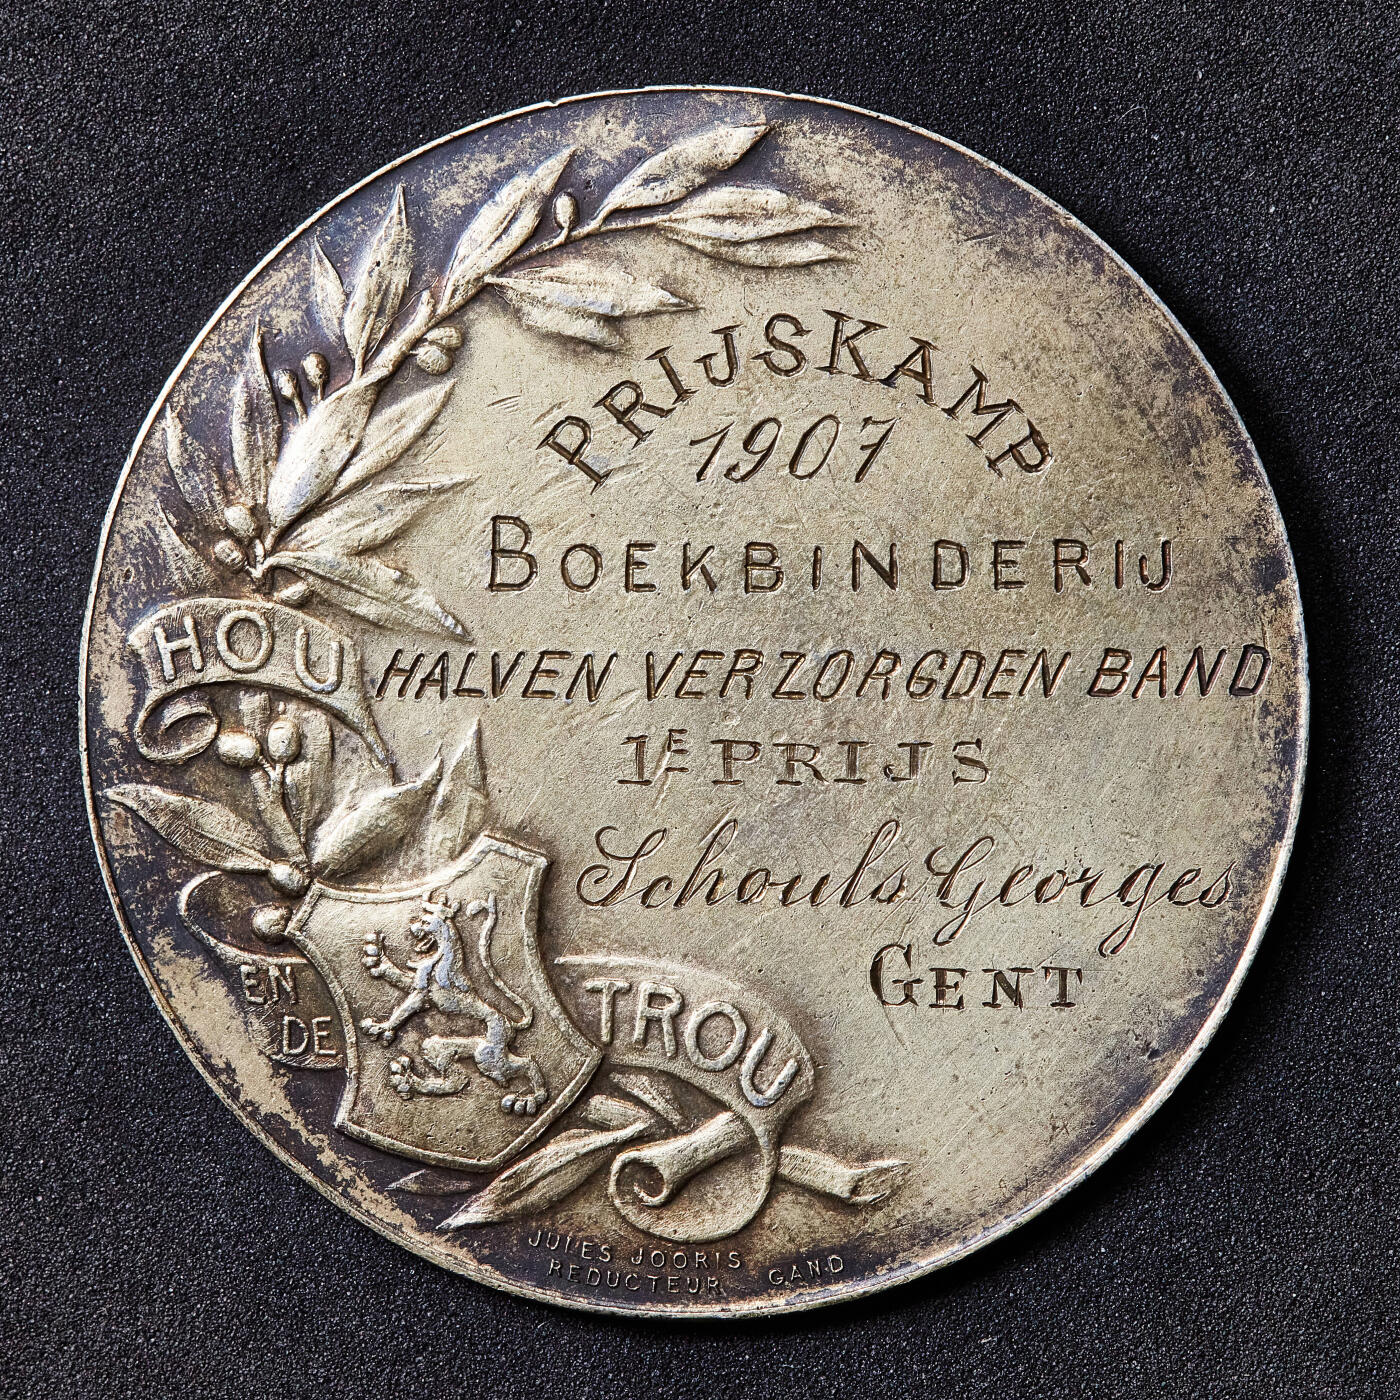 PRIJSKAMP
1907
BOEKBINDERIJ
HALVEN VERZORGDEN BAND
1E PRIJS
Schouls Georges
GENT
HOU
EN
DE
TROU
JULES JOORIS
REDUCTEUR GAND